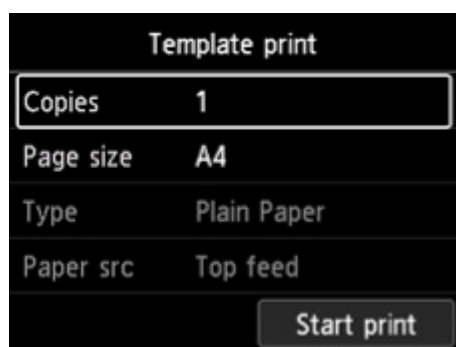 Template print
Copies 1
Page size A4
Type Plain Paper
Paper src Top feed
Start print